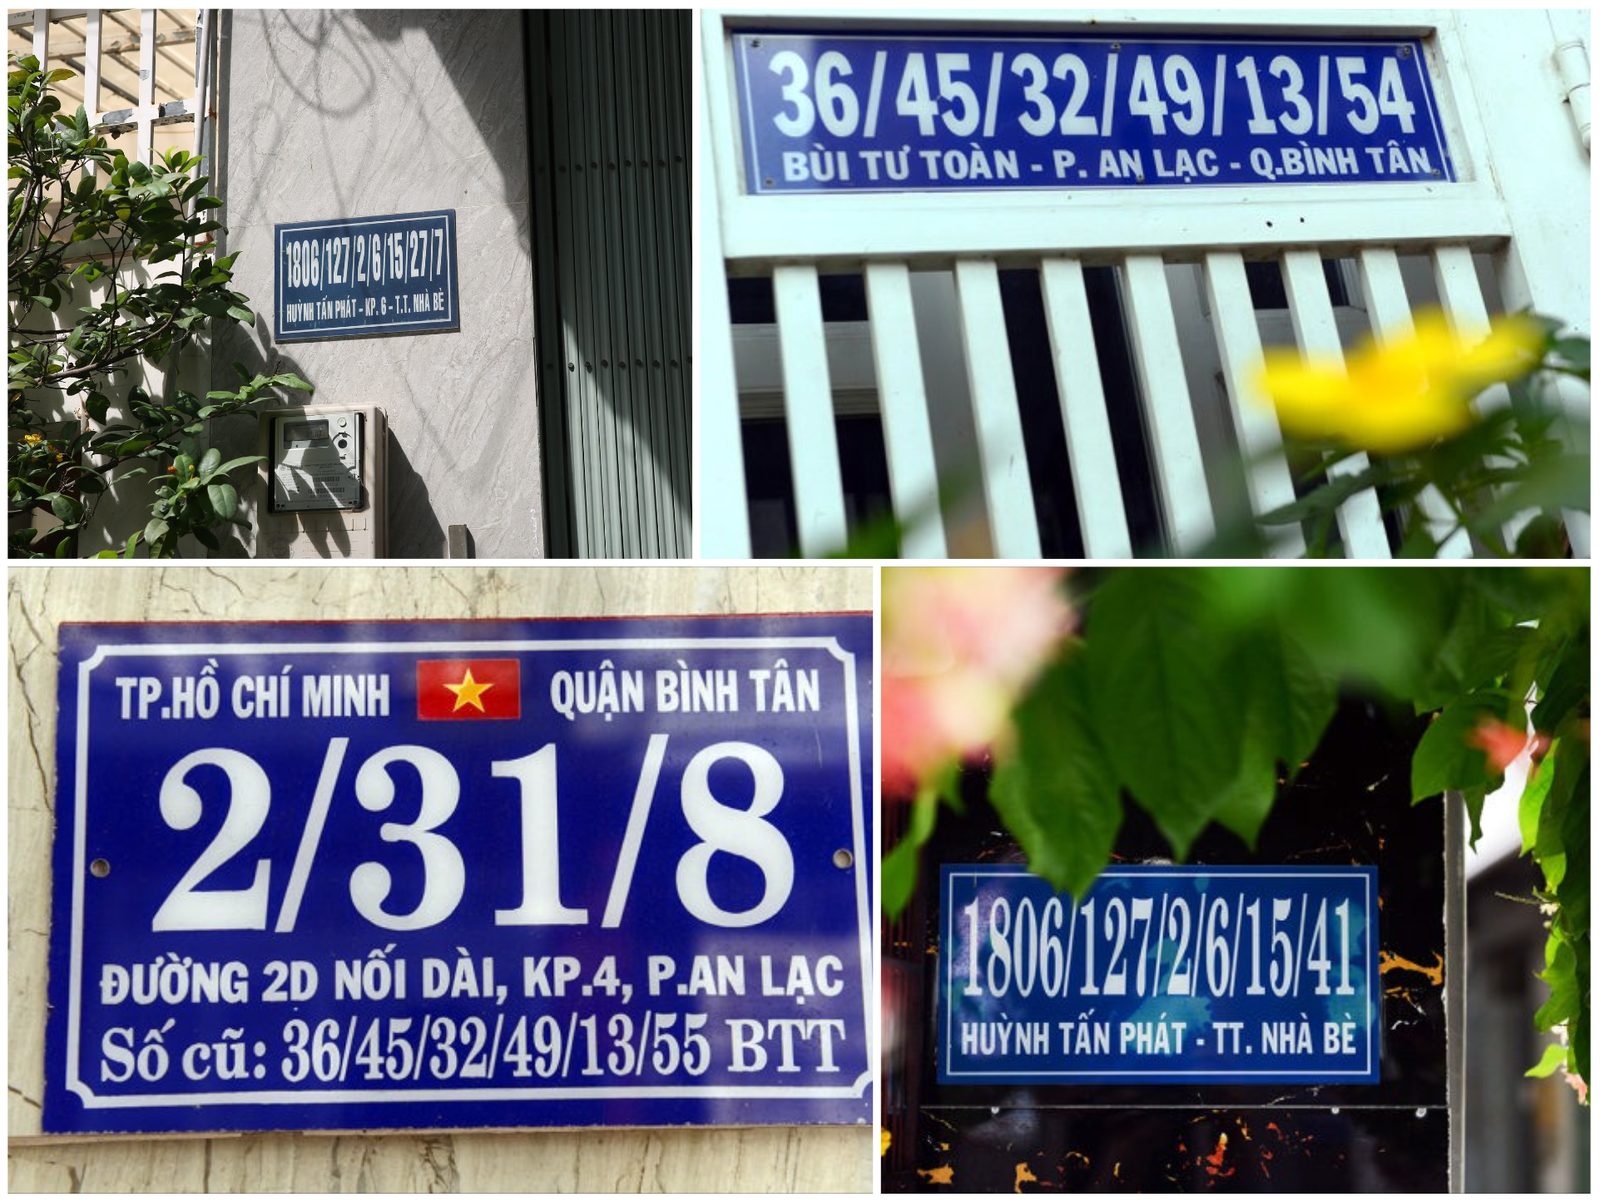 1806/127/2/6/15/27/7
HUỲNH TẤN PHÁT - KP. 6 - T.T. NHÀ BÈ
36/45/32/49/13/54
BÙI TƯ TOÀN - P. AN LẠC - Q.BÌNH TÂN
TP.HỒ CHÍ MINH QUẬN BÌNH TÂN
2/31/8
ĐƯỜNG 2D NỐI DÀI, KP.4, P.AN LẠC
Số cũ: 36/45/32/49/13/55 BTT
1806/127/2/6/15/41
HUỲNH TẤN PHÁT - TT. NHÀ BÈ